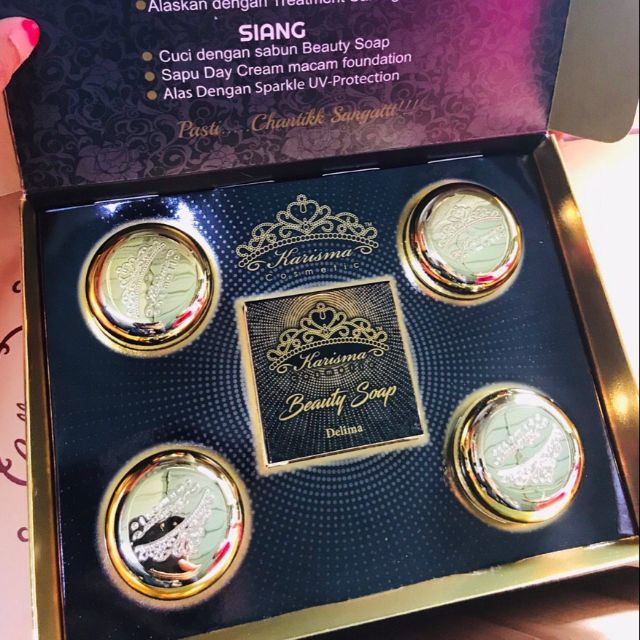 Alaskan dengan Treatment
SIANG
Cuci dengan sabun Beauty Soap
Sapu Day Cream macam foundation
Alas Dengan Sparkle UV-Protection
Pasti.....Chantikk Sangatt!!!
Karisma
Cosmetic
Karisma
Cosmetic
Beauty Soap
Delima